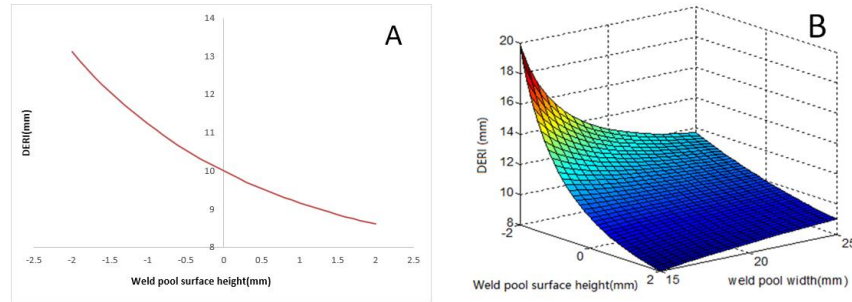 A
14
13
12
11
10
9
8
DERI(mm)
-2.5 -2 -1.5 -1 -0.5 0 0.5 1 1.5 2 2.5
Weld pool surface height(mm)
B
20
18
16
14
12
10
8
DERI (mm)
-2 0 2
Weld pool surface height(mm)
15 20 25
weld pool width(mm)